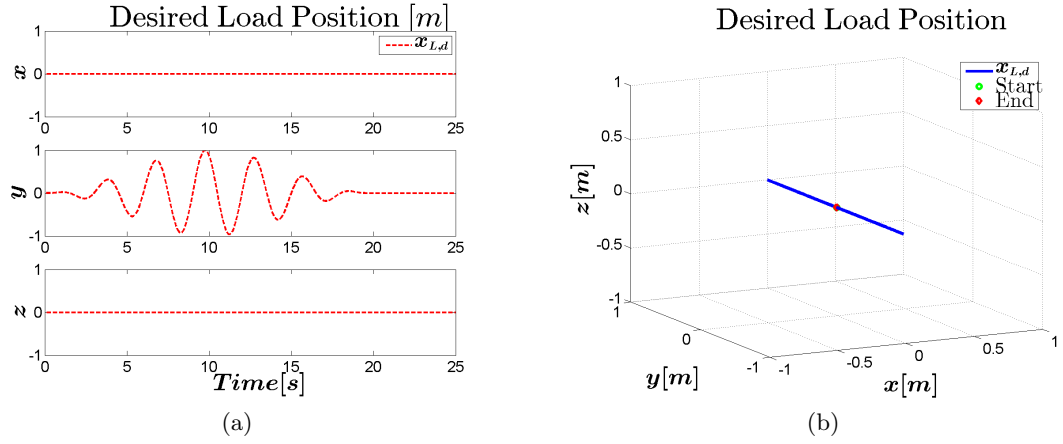 Desired Load Position [m]
1
x
0
-1
x_{L,d}
0 5 10 15 20 25
1
y
0
-1
0 5 10 15 20 25
1
z
0
-1
0 5 10 15 20 25
Time[s]
(a)
Desired Load Position
x_{L,d}
Start
End
1
0.5
z[m]
0
-0.5
-1
1
0
-1
y[m]
-1
-0.5
0
0.5
1
x[m]
(b)